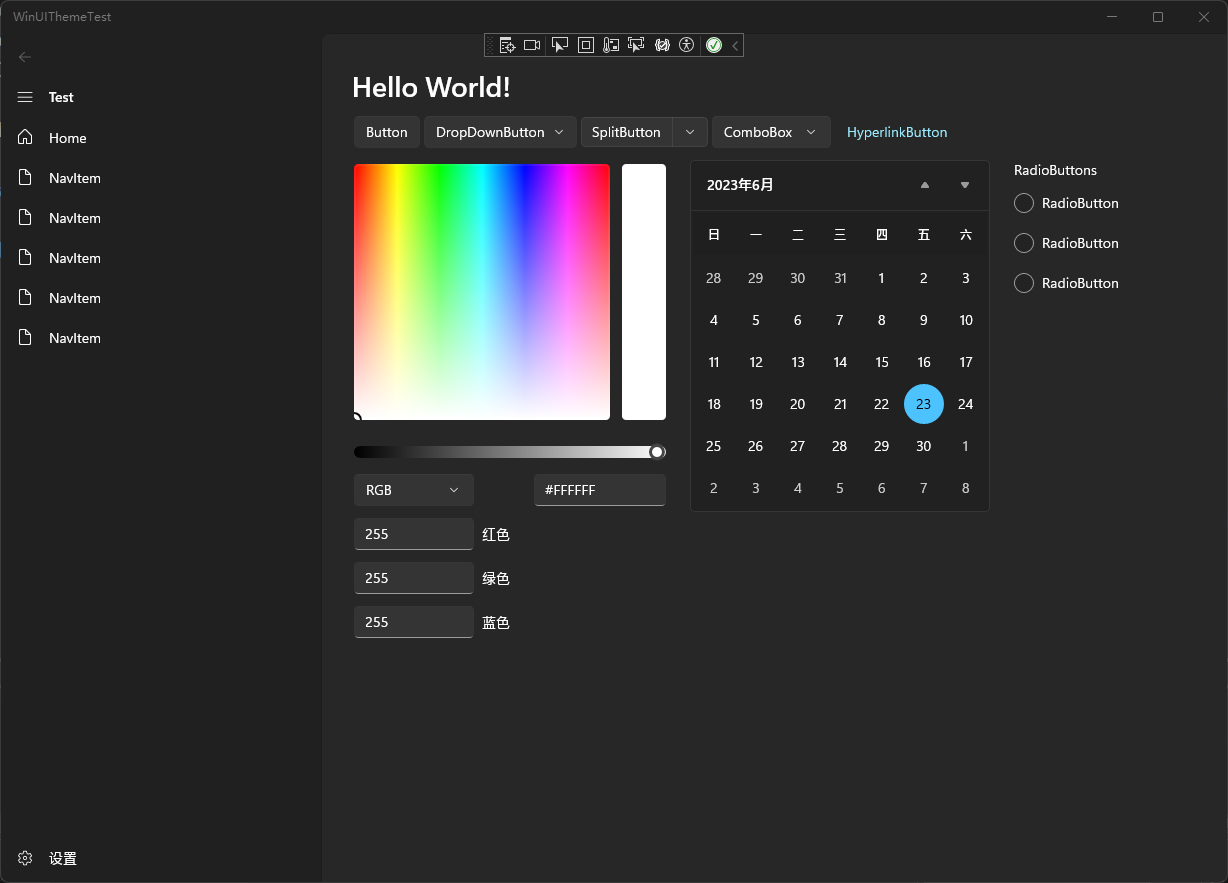 WinUIThemeTest
Test
Home
NavItem
NavItem
NavItem
NavItem
NavItem
设置
Hello World!
Button DropDownButton SplitButton ComboBox HyperlinkButton
RGB #FFFFFF
255 红色
255 绿色
255 蓝色
2023年6月
日 一 二 三 四 五 六
28 29 30 31 1 2 3
4 5 6 7 8 9 10
11 12 13 14 15 16 17
18 19 20 21 22 23 24
25 26 27 28 29 30 1
2 3 4 5 6 7 8
RadioButtons
RadioButton
RadioButton
RadioButton